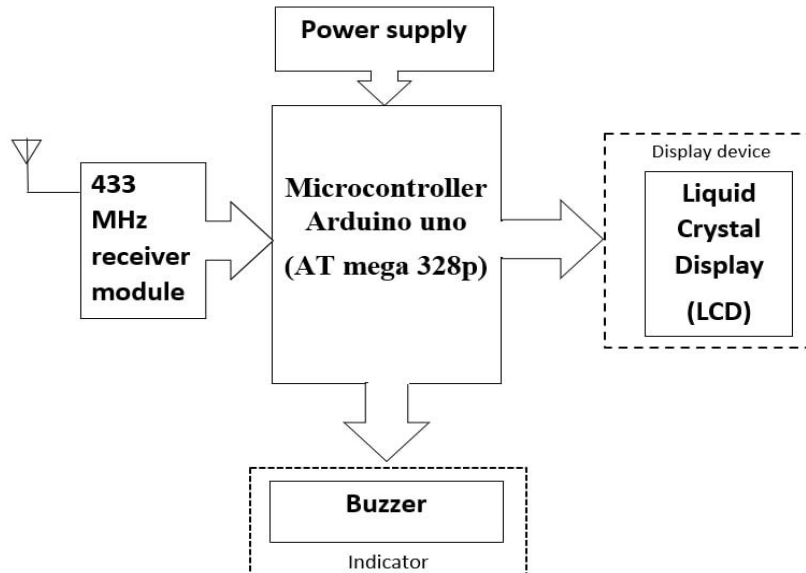 Power supply
433
MHz
receiver
module
Microcontroller
Arduino uno
(AT mega 328p)
Display device
Liquid
Crystal
Display
(LCD)
Buzzer
Indicator